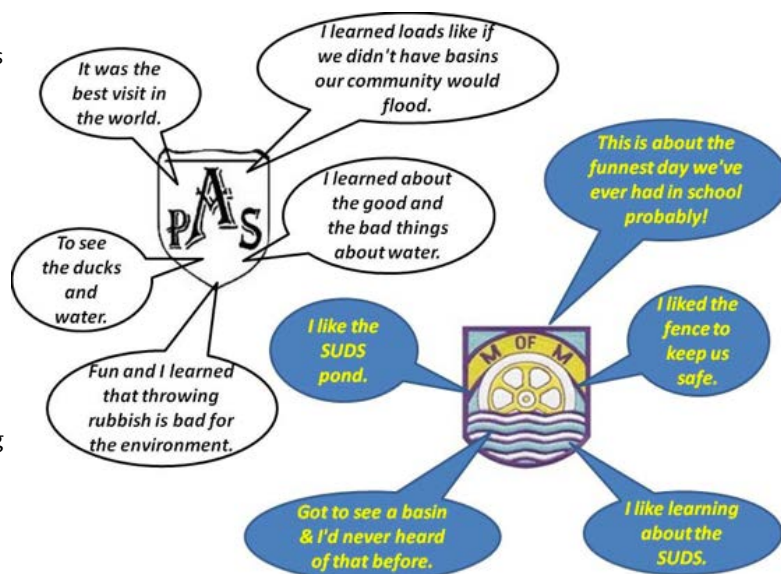 s
It was the
best visit in
the world.
I learned loads like if
we didn't have basins
our community would
flood.
P A S
I learned about
the good and
the bad things
about water.
To see
the ducks
and
water.
Fun and I learned
that throwing
rubbish is bad for
the environment.
g
This is about the
funnest day we've
ever had in school
probably!
I like the
SUDS
pond.
M OF M
I liked the
fence to
keep us
safe.
Got to see a basin
& I'd never heard
of that before.
I like learning
about the
SUDS.